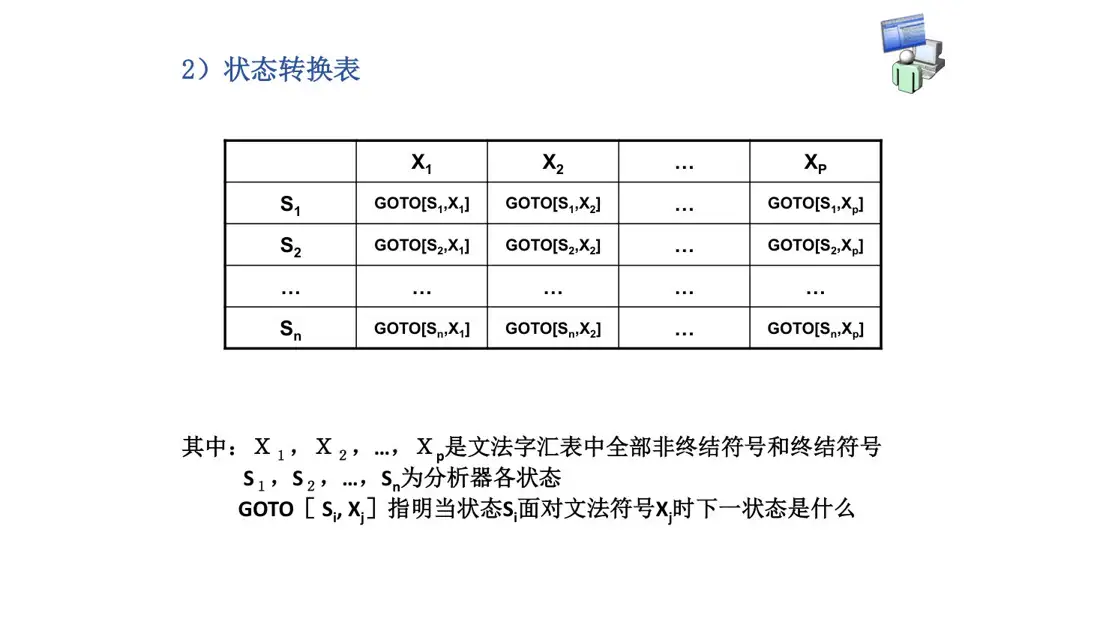 2）状态转换表
X1 X2 … XP
S1 GOTO[S1,X1] GOTO[S1,X2] … GOTO[S1,Xp]
S2 GOTO[S2,X1] GOTO[S2,X2] … GOTO[S2,Xp]
… … … … …
Sn GOTO[Sn,X1] GOTO[Sn,X2] … GOTO[Sn,Xp]
其中：X1，X2，…，Xp是文法字汇表中全部非终结符号和终结符号
S1，S2，…，Sn为分析器各状态
GOTO［Si, Xj］指明当状态Si面对文法符号Xj时下一状态是什么